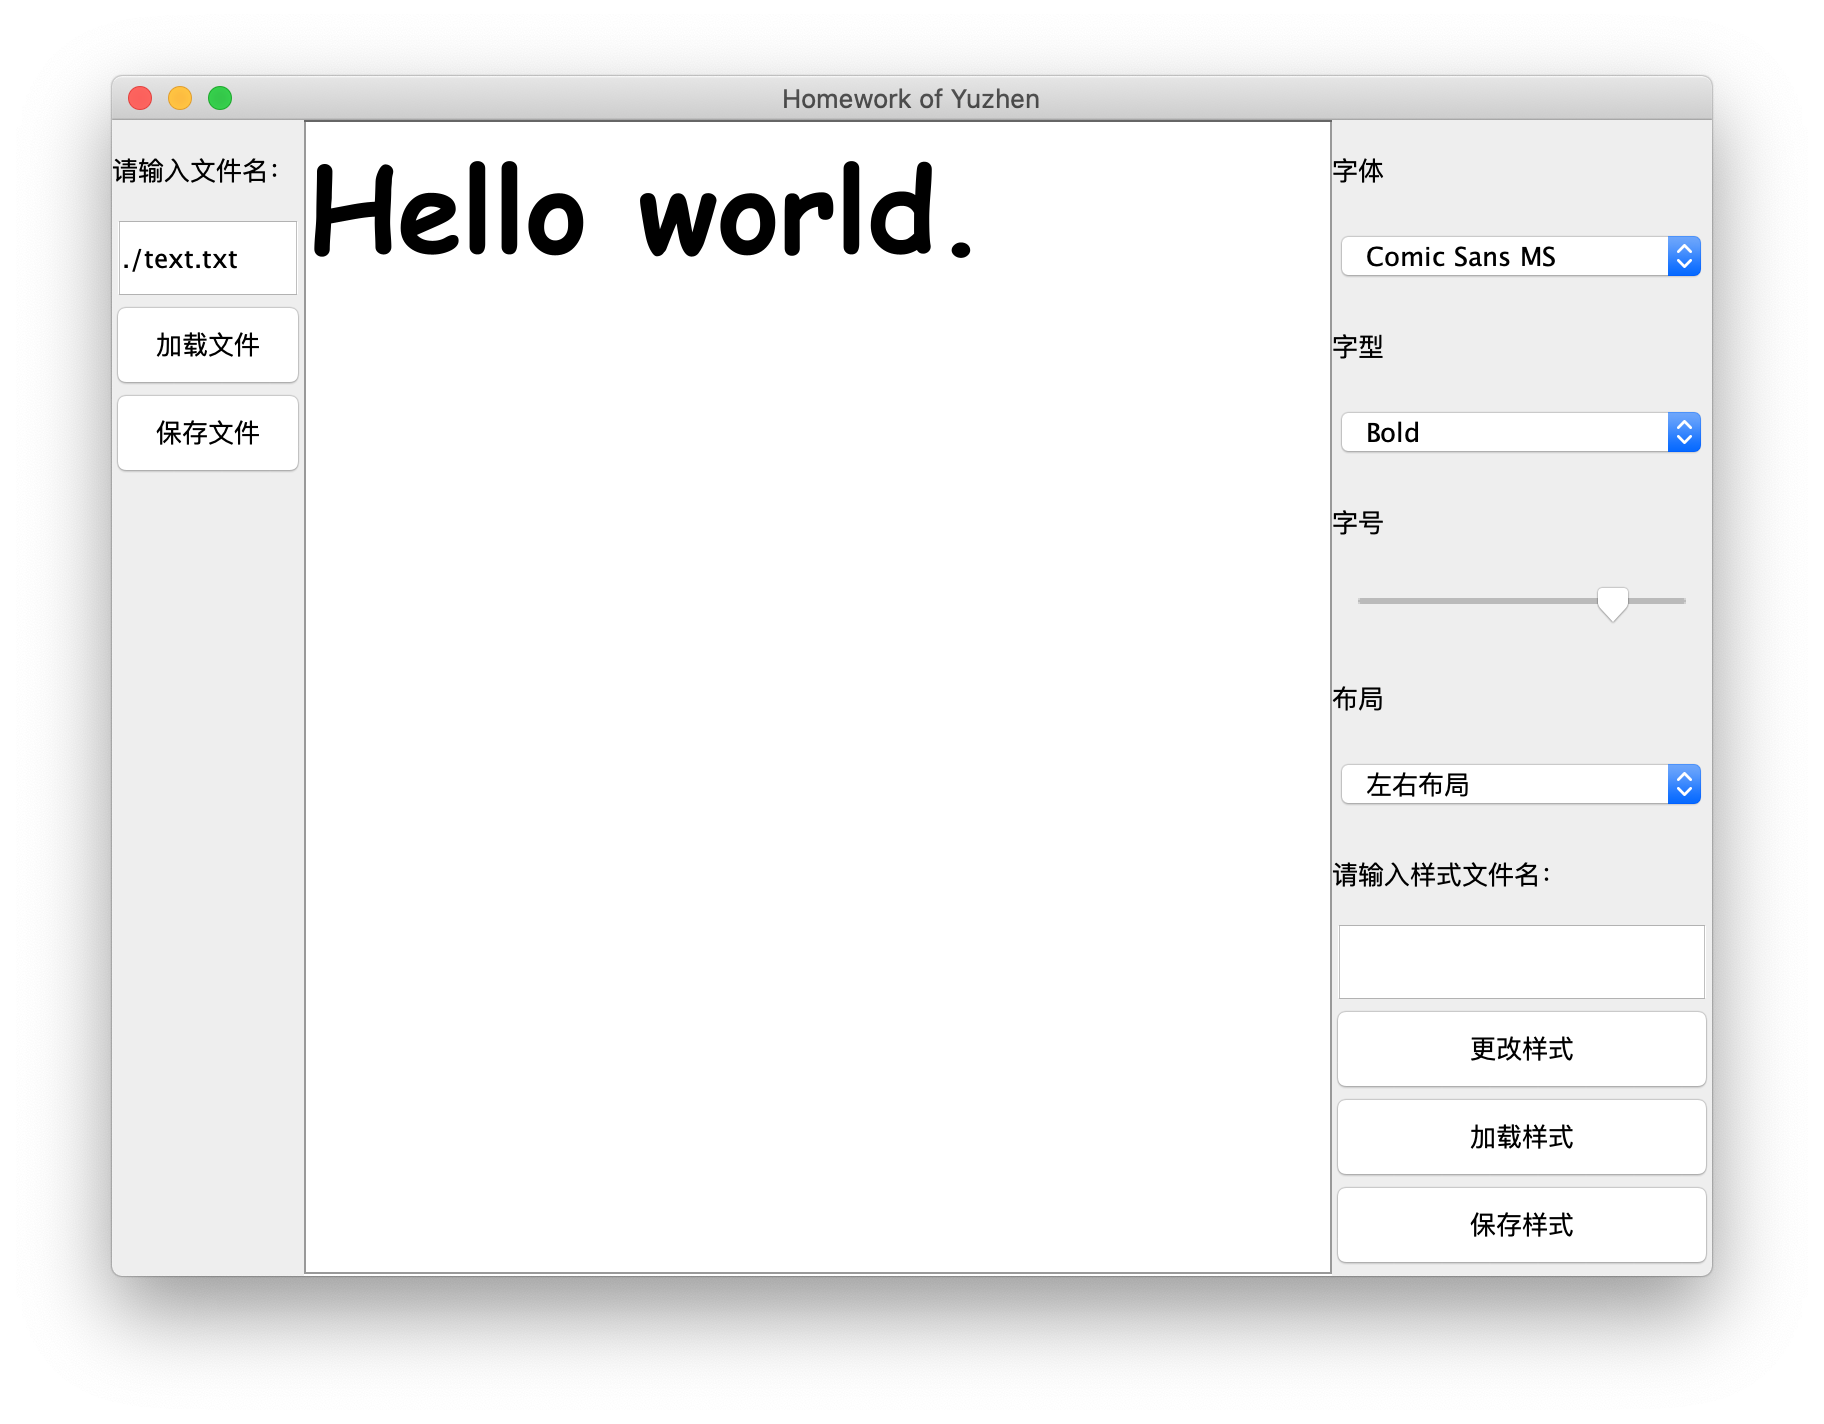 Homework of Yuzhen
请输入文件名：
./text.txt
加载文件
保存文件
Hello world.
字体
Comic Sans MS
字型
Bold
字号
布局
左右布局
请输入样式文件名：
更改样式
加载样式
保存样式